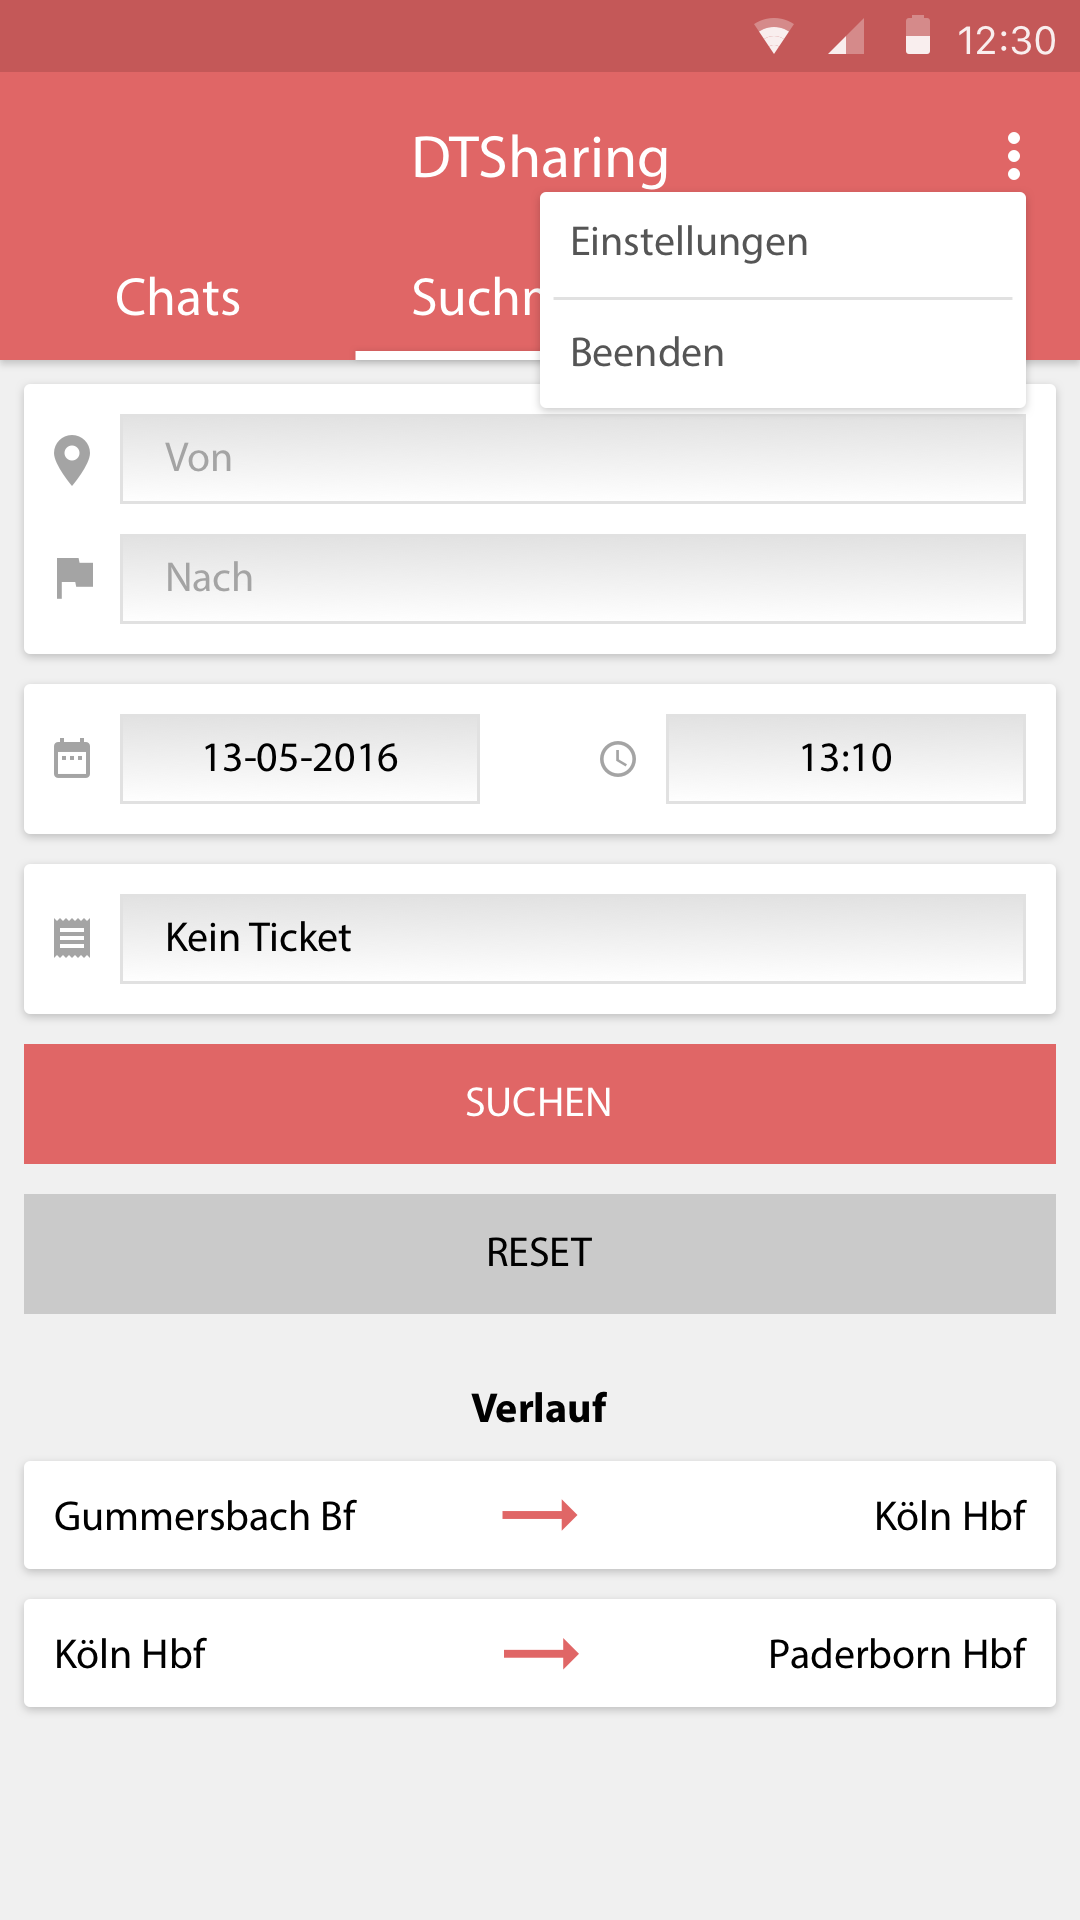 12:30
DTSharing
Einstellungen
Chats
Beenden
Von
Nach
13-05-2016
13:10
Kein Ticket
SUCHEN
RESET
Verlauf
Gummersbach Bf
Köln Hbf
Köln Hbf
Paderborn Hbf